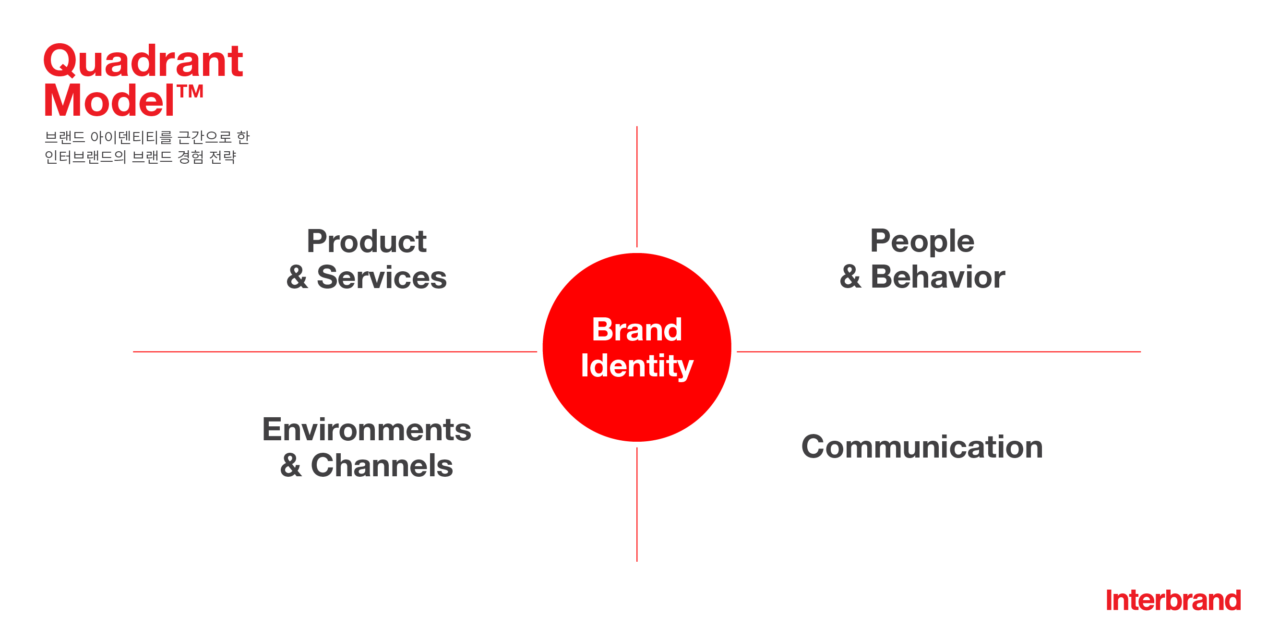 Quadrant
Model™
브랜드 아이덴티티를 근간으로 한
인터브랜드의 브랜드 경험 전략
Product
& Services
People
& Behavior
Brand
Identity
Environments
& Channels
Communication
Interbrand